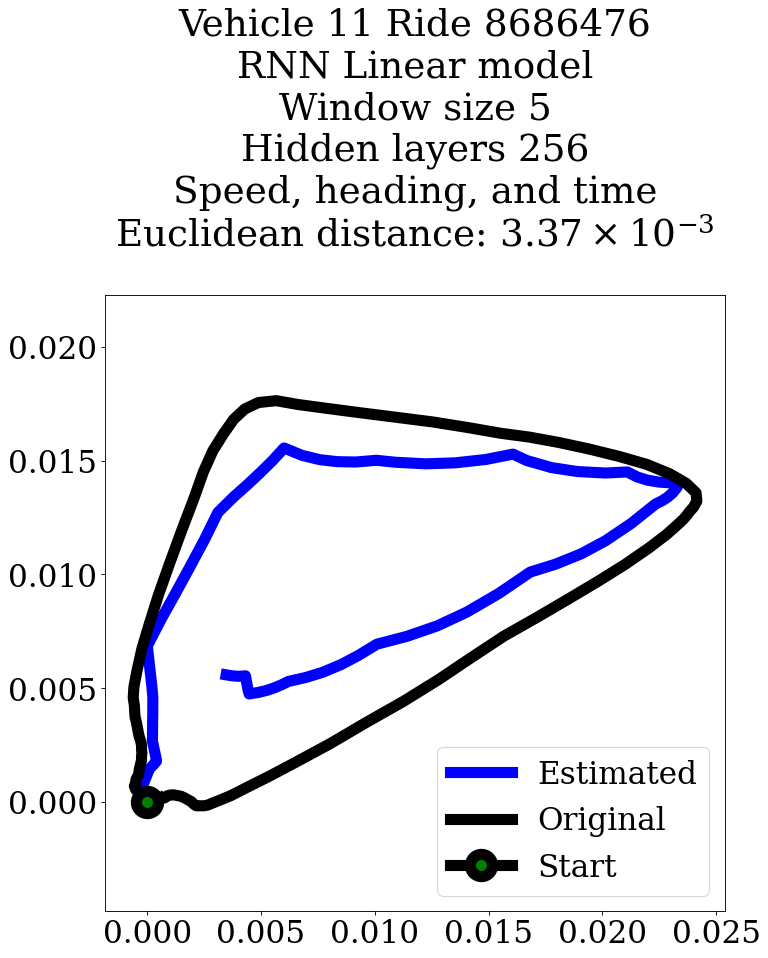 Vehicle 11 Ride 8686476
RNN Linear model
Window size 5
Hidden layers 256
Speed, heading, and time
Euclidean distance: 3.37 × 10⁻³
0.020
0.015
0.010
0.005
0.000
Estimated
Original
Start
0.000 0.005 0.010 0.015 0.020 0.025